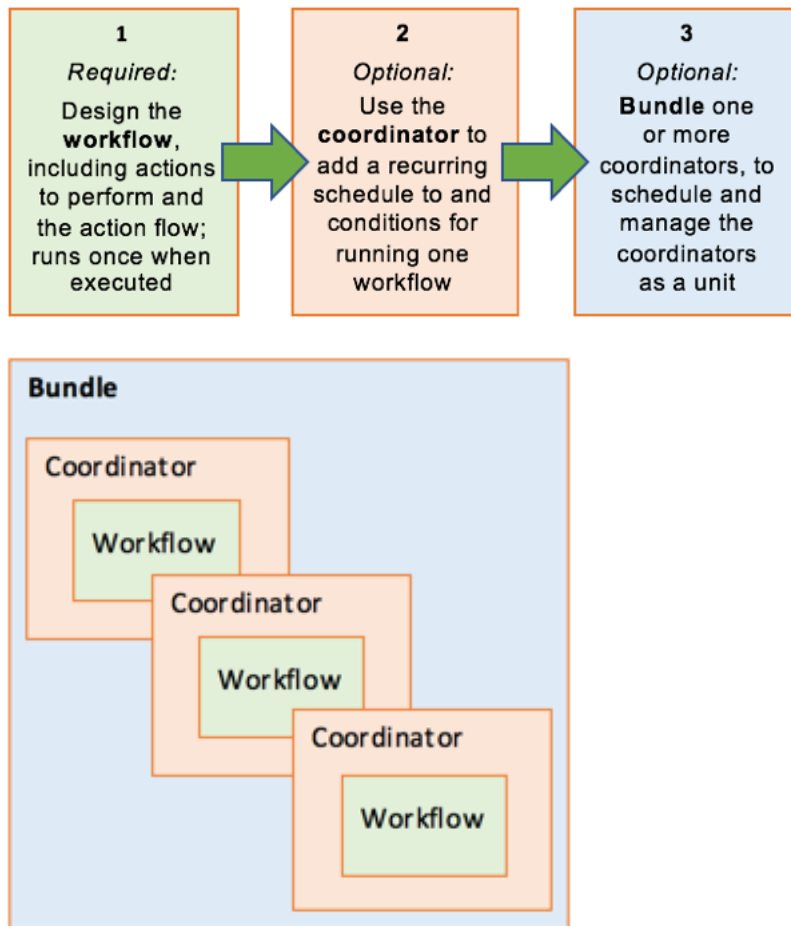 1
Required:
Design the
workflow,
including actions
to perform and
the action flow;
runs once when
executed
2
Optional:
Use the
coordinator to
add a recurring
schedule to and
conditions for
running one
workflow
3
Optional:
Bundle one
or more
coordinators, to
schedule and
manage the
coordinators
as a unit
Bundle
Coordinator
Workflow
Coordinator
Workflow
Coordinator
Workflow